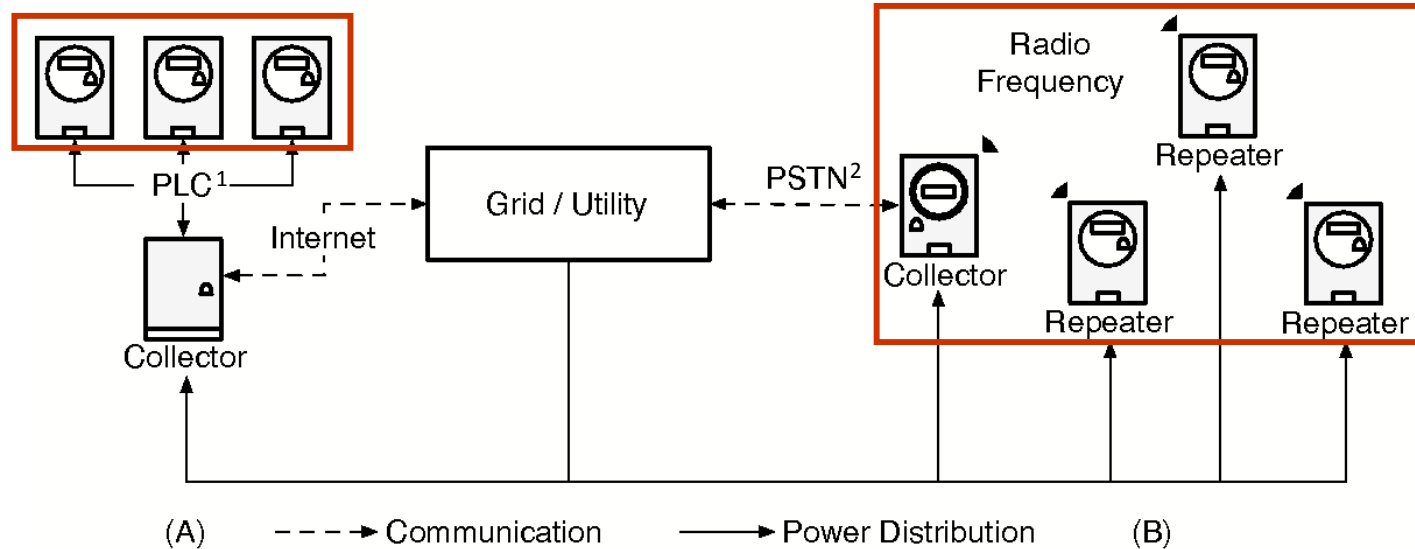 Radio
Frequency
Repeater
PLC¹
PSTN²
Grid / Utility
Internet
Collector
Repeater
Repeater
Collector
(A)
Communication
Power Distribution
(B)